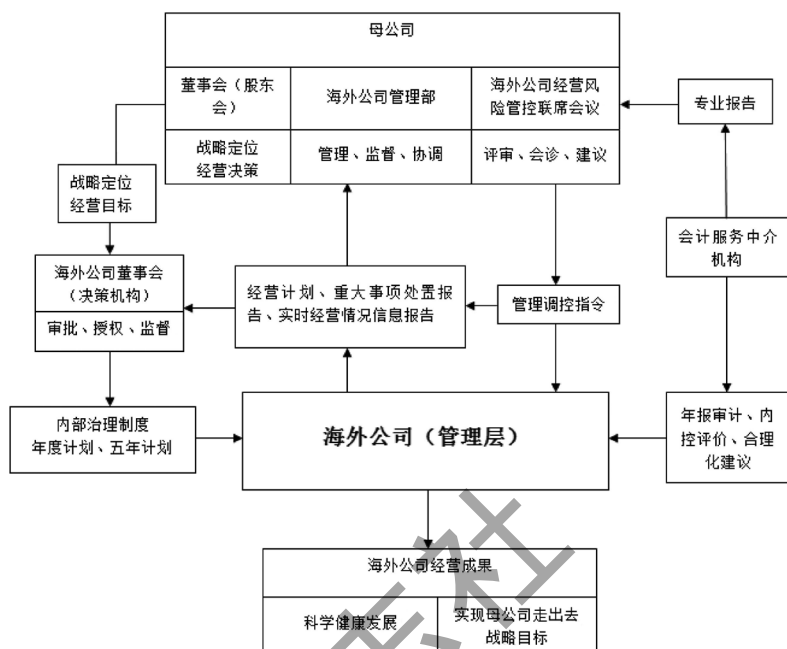 母公司
董事会（股东
会）
海外公司管理部
海外公司经营风
险管控联席会议
专业报告
战略定位
经营决策
管理、监督、协调
评审、会诊、建议
战略定位
经营目标
会计服务中介
机构
海外公司董事会
（决策机构）
审批、授权、监督
经营计划、重大事项处置报
告、实时经营情况信息报告
管理调控指令
内部治理制度
年度计划、五年计划
海外公司（管理层）
年报审计、内
控评价、合理
化建议
海外公司经营成果
科学健康发展
实现母公司走出去
战略目标
志社